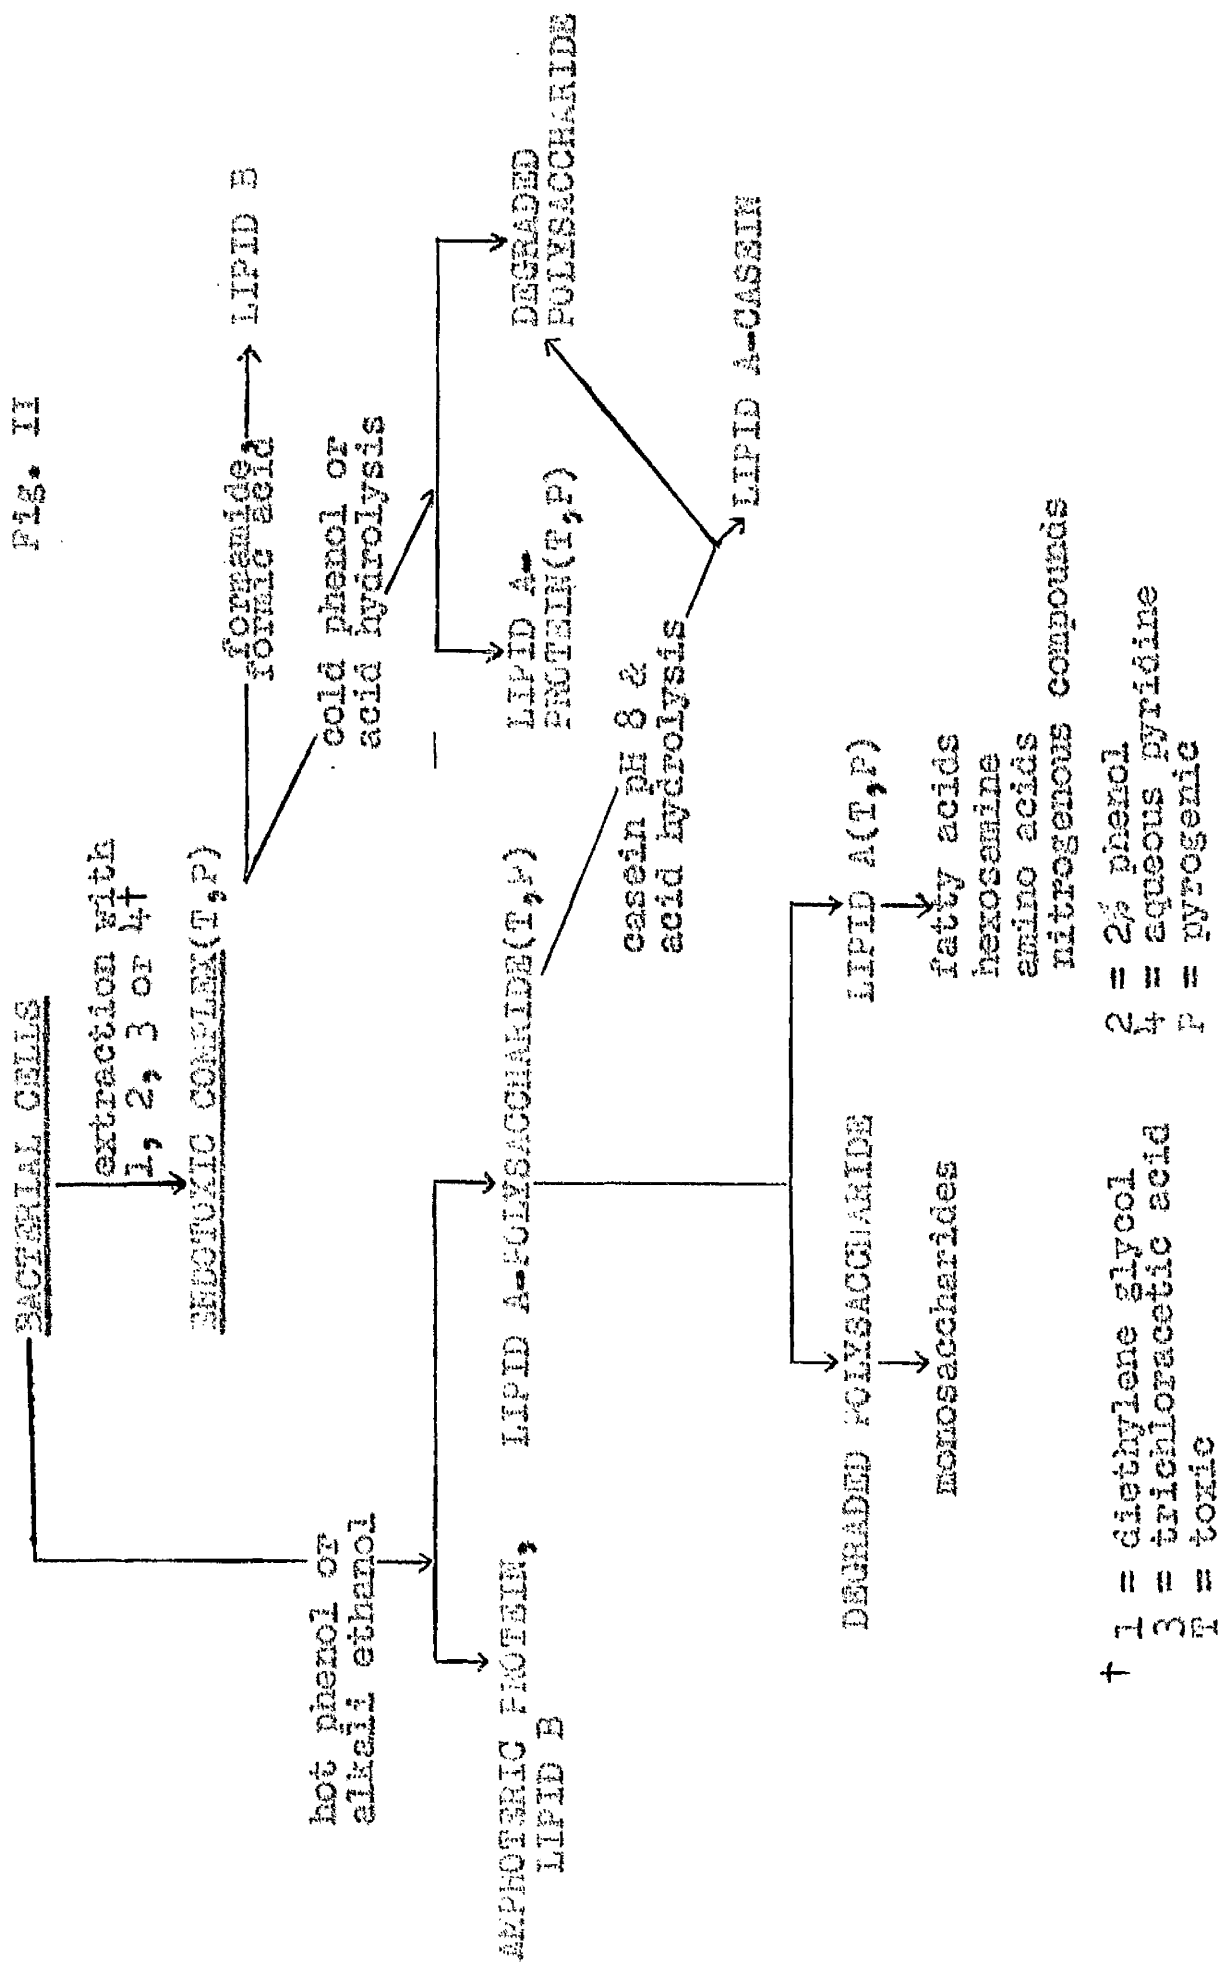 Fig. II
BACTERIAL CELLS
extraction with
1, 2, 3 or 4†
ENDOTOXIC COMPLEX(T,P)
formamide,
formic acid
LIPID B
hot phenol or
alkali ethanol
cold phenol or
acid hydrolysis
AMPHOTERIC PROTEIN,
LIPID B
LIPID A-POLYSACCHARIDE(T,P)
LIPID A-
PROTEIN(T,P)
DEGRADED
POLYSACCHARIDE
casein pH 8 &
acid hydrolysis
LIPID A-CASEIN
DEGRADED POLYSACCHARIDE
monosaccharides
LIPID A(T,P)
fatty acids
hexosamine
amino acids
nitrogenous compounds
† 1 = diethylene glycol 2 = 2% phenol
3 = trichloracetic acid 4 = aqueous pyridine
T = toxic P = pyrogenic